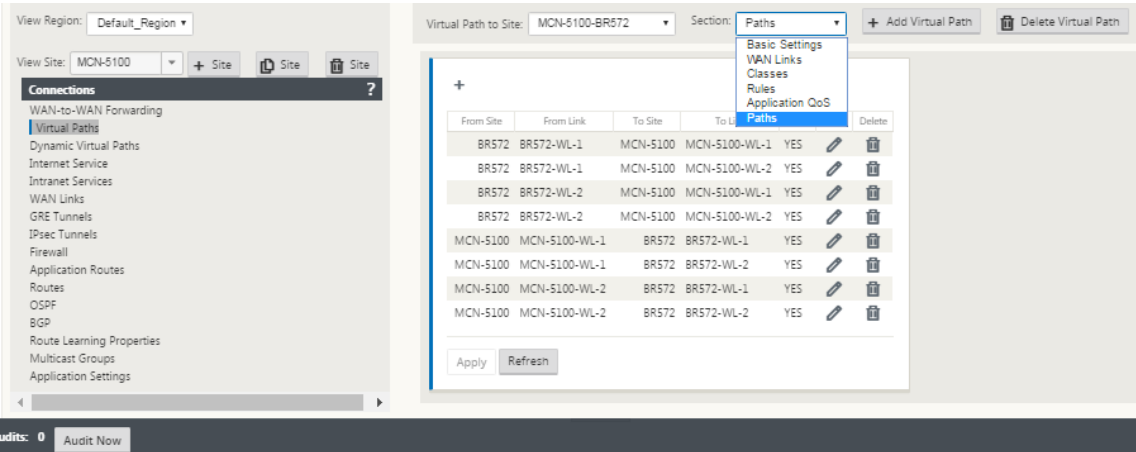 View Region: Default_Region
Virtual Path to Site: MCN-5100-BR572 Section: Paths + Add Virtual Path Delete Virtual Path
View Site: MCN-5100 + Site Site Site
Basic Settings
WAN Links
Classes
Rules
Application QoS
Paths
Connections ?
WAN-to-WAN Forwarding
Virtual Paths
Dynamic Virtual Paths
Internet Service
Intranet Services
WAN Links
GRE Tunnels
IPsec Tunnels
Firewall
Application Routes
Routes
OSPF
BGP
Route Learning Properties
Multicast Groups
Application Settings
+
From Site From Link To Site To Li Delete
BR572 BR572-WL-1 MCN-5100 MCN-5100-WL-1 YES
BR572 BR572-WL-1 MCN-5100 MCN-5100-WL-2 YES
BR572 BR572-WL-2 MCN-5100 MCN-5100-WL-1 YES
BR572 BR572-WL-2 MCN-5100 MCN-5100-WL-2 YES
MCN-5100 MCN-5100-WL-1 BR572 BR572-WL-1 YES
MCN-5100 MCN-5100-WL-1 BR572 BR572-WL-2 YES
MCN-5100 MCN-5100-WL-2 BR572 BR572-WL-1 YES
MCN-5100 MCN-5100-WL-2 BR572 BR572-WL-2 YES
Apply Refresh
udits: 0 Audit Now